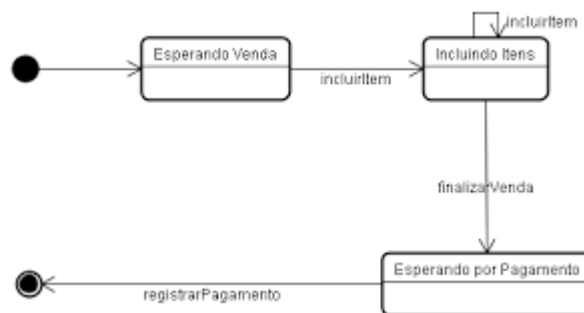 incluirItem
Esperando Venda
Incluindo Itens
incluirItem
finalizarVenda
Esperando por Pagamento
registrarPagamento